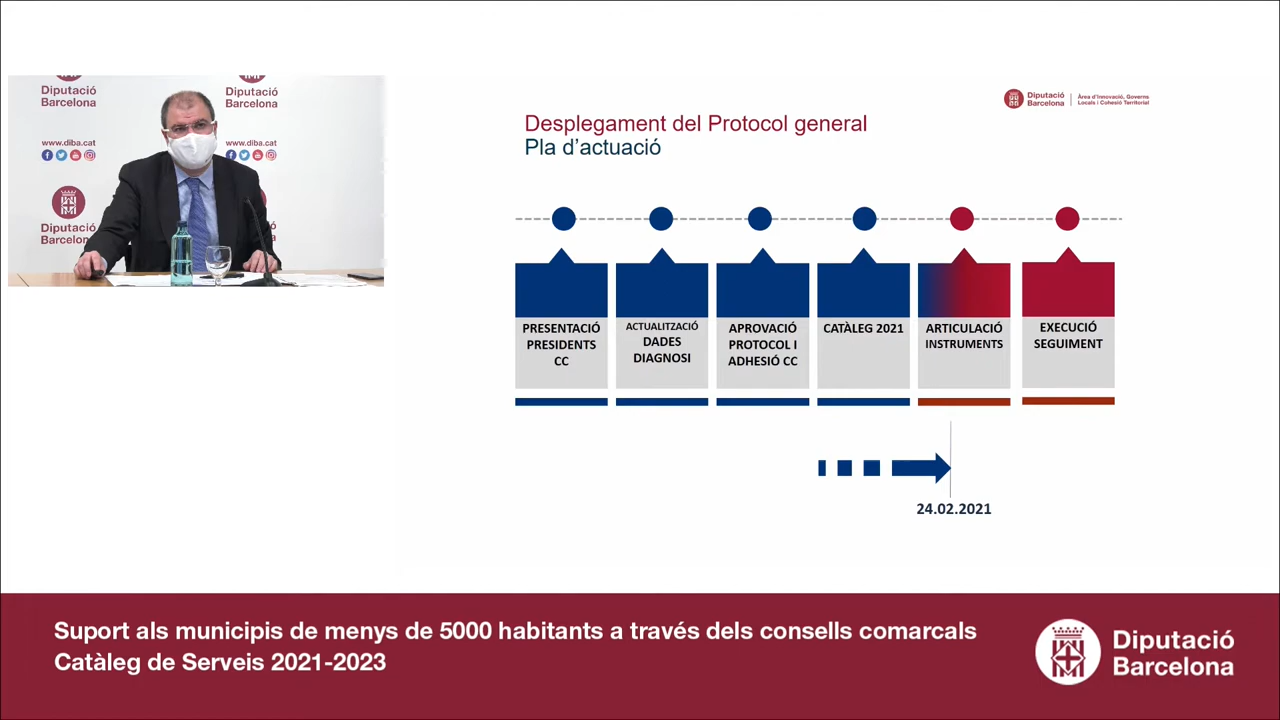 Diputació
Barcelona
Diputació
Barcelona
www.diba.cat
www.diba.cat
Diputació
Barcelona
Diputació
Barcelona
Àrea d'Innovació, Governs
Locals i Cohesió Territorial
Desplegament del Protocol general
Pla d'actuació
PRESENTACIÓ
PRESIDENTS
CC
ACTUALITZACIÓ
DADES
DIAGNOSI
APROVACIÓ
PROTOCOL I
ADHESIÓ CC
CATÀLEG 2021
ARTICULACIÓ
INSTRUMENTS
EXECUCIÓ
SEGUIMENT
24.02.2021
Suport als municipis de menys de 5000 habitants a través dels consells comarcals
Catàleg de Serveis 2021-2023
Diputació
Barcelona